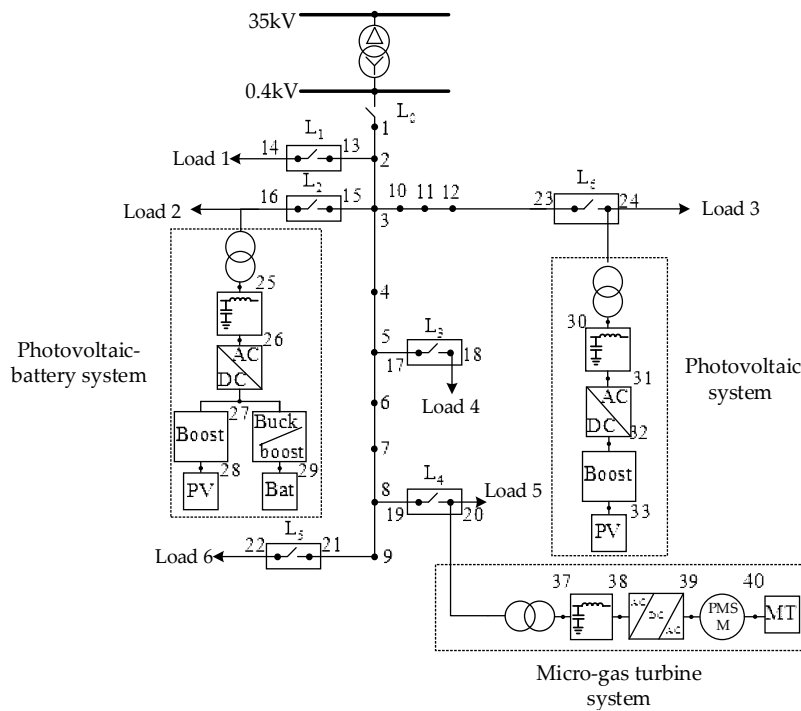 35kV
0.4kV
L₀
1
L₁
14
13
2
Load 1
L₂
16
15
3
10
11
12
Load 2
23
24
Load 3
25
26
AC
DC
27
Boost
Buck
boost
28
29
PV
Bat
Photovoltaic-
battery system
4
5
L₃
17
18
Load 4
6
7
L₄
8
19
20
Load 5
L₅
22
21
9
Load 6
30
31
AC
DC
32
Boost
33
PV
Photovoltaic
system
37
38
39
40
AC
DC
AC
PMS
M
MT
Micro-gas turbine
system